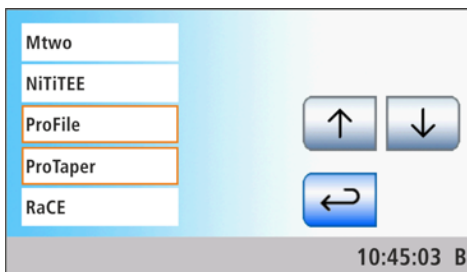 Mtwo
NiTiTEE
ProFile
ProTaper
RaCE
10:45:03 B